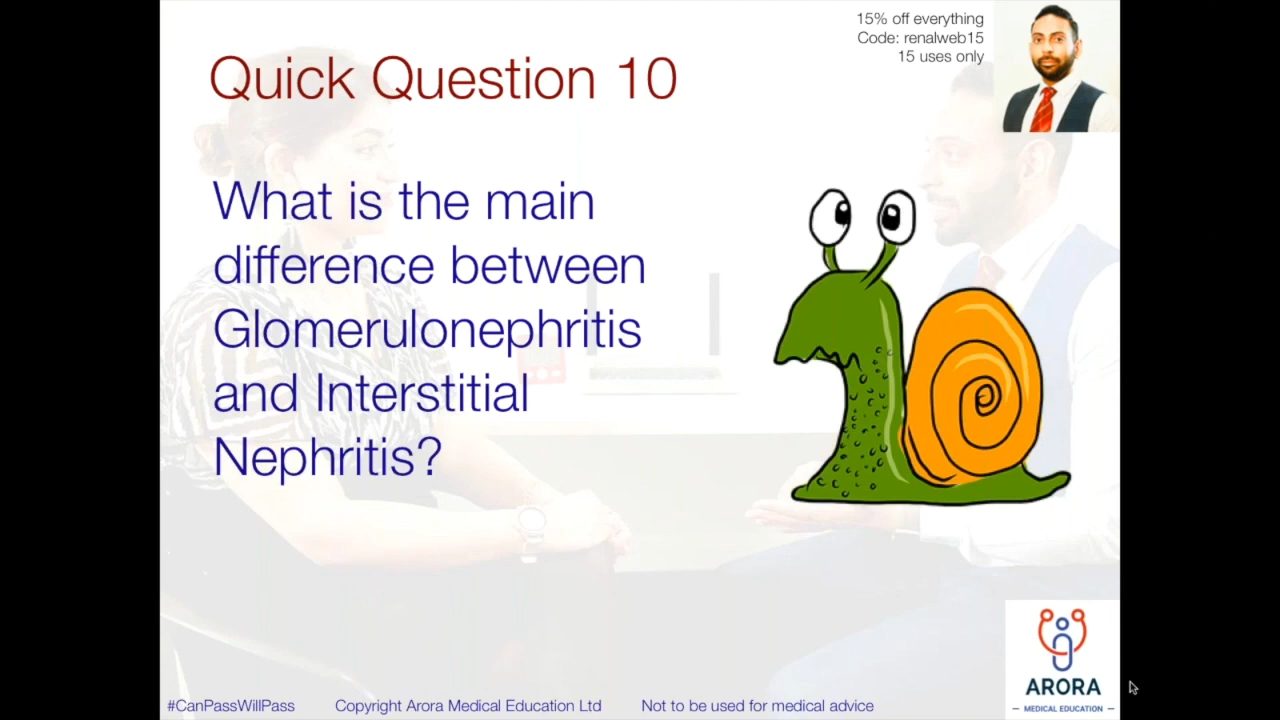 15% off everything
Code: renalweb15
15 uses only
Quick Question 10
What is the main
difference between
Glomerulonephritis
and Interstitial
Nephritis?
ARORA
MEDICAL EDUCATION
#CanPassWillPass Copyright Arora Medical Education Ltd Not to be used for medical advice